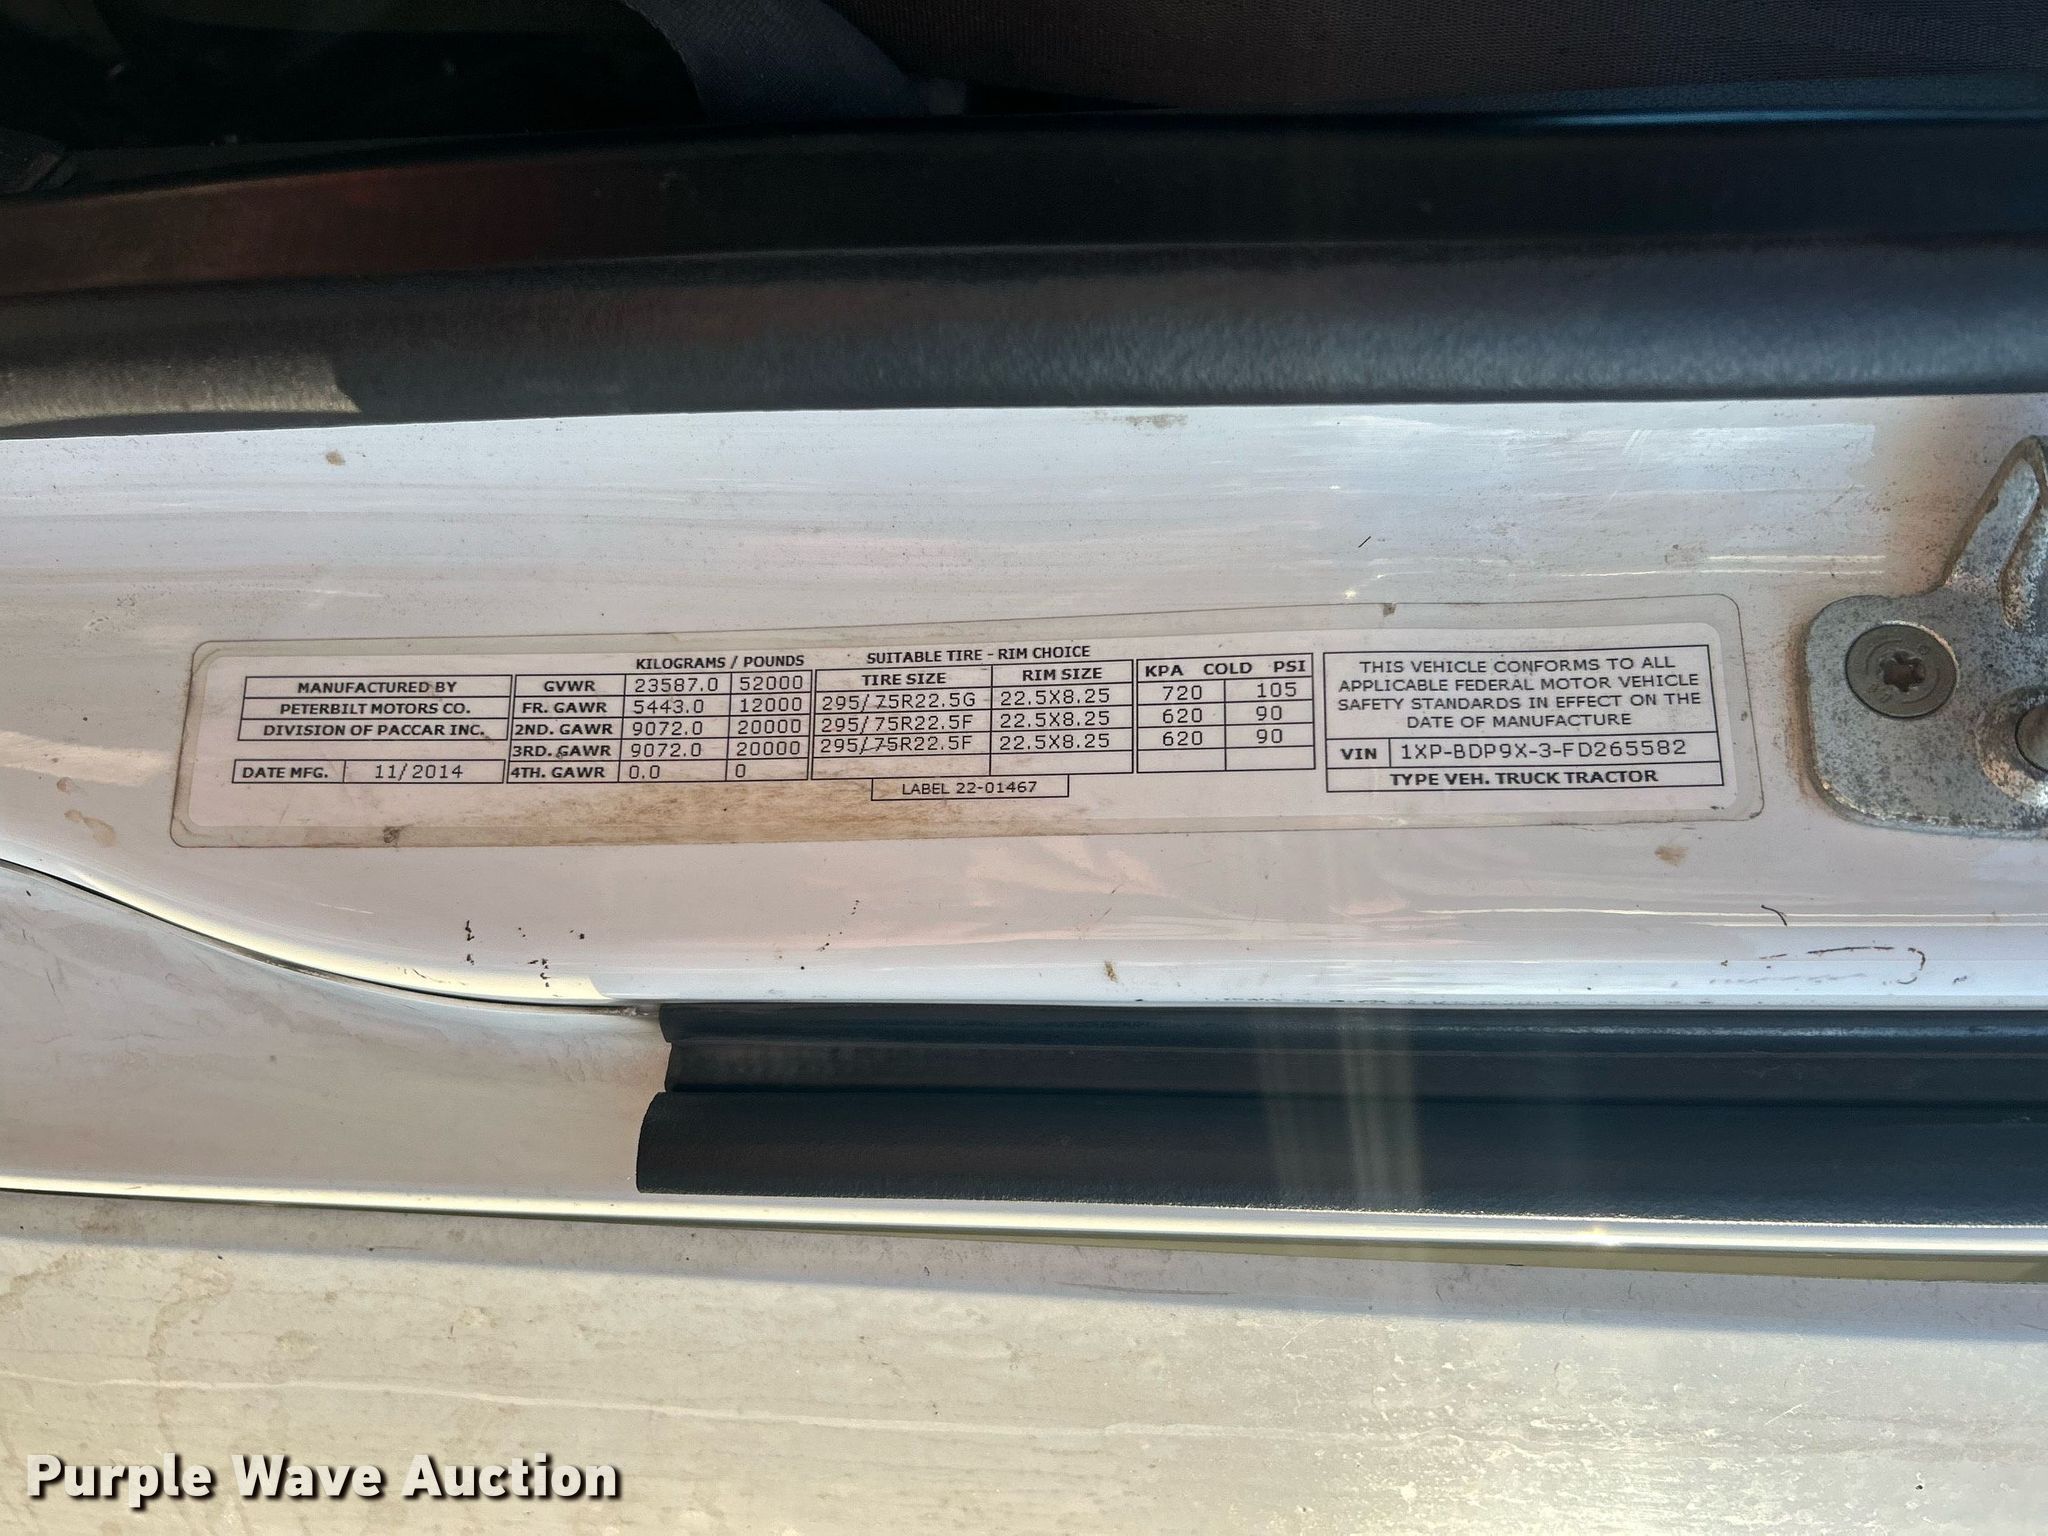 MANUFACTURED BY
PETERBILT MOTORS CO.
DIVISION OF PACCAR INC.
DATE MFG. 11/2014
KILOGRAMS / POUNDS
GVWR 23587.0 52000
FR. GAWR 5443.0 12000
2ND. GAWR 9072.0 20000
3RD. GAWR 9072.0 20000
4TH. GAWR 0.0 0
SUITABLE TIRE - RIM CHOICE
TIRE SIZE RIM SIZE
295/75R22.5G 22.5X8.25
295/75R22.5F 22.5X8.25
295/75R22.5F 22.5X8.25
LABEL 22-01467
KPA COLD PSI
720 105
620 90
620 90
THIS VEHICLE CONFORMS TO ALL
APPLICABLE FEDERAL MOTOR VEHICLE
SAFETY STANDARDS IN EFFECT ON THE
DATE OF MANUFACTURE
VIN 1XP-BDP9X-3-FD265582
TYPE VEH. TRUCK TRACTOR
Purple Wave Auction